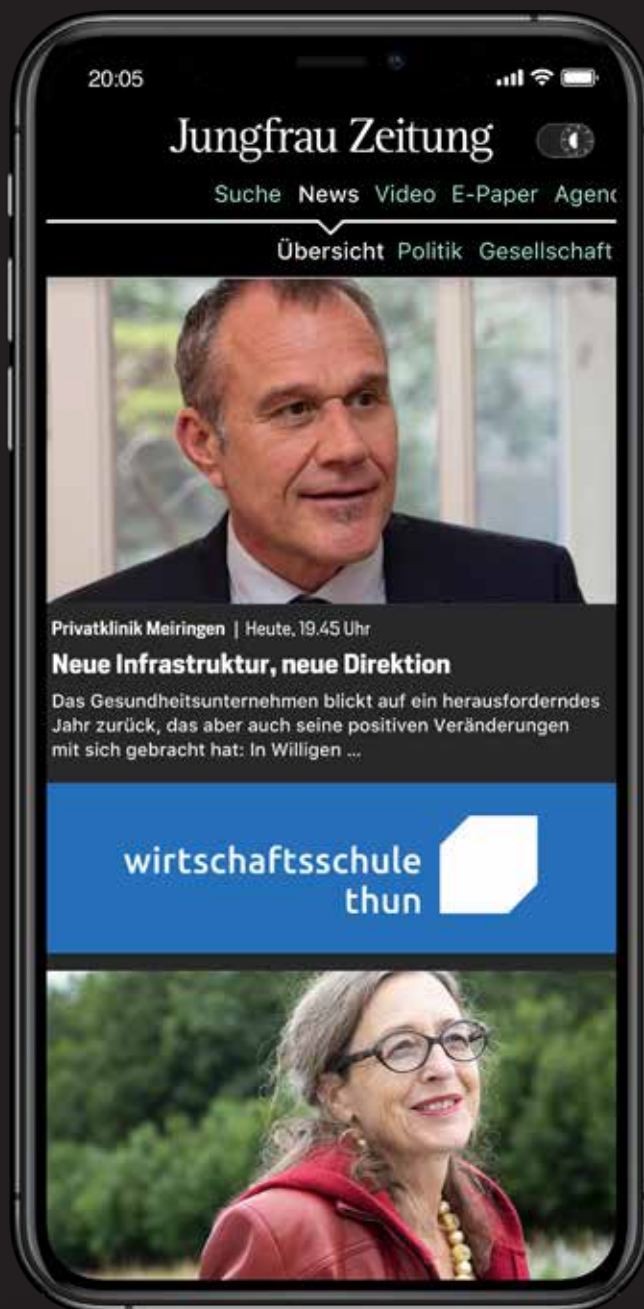 20:05
Jungfrau Zeitung
Suche News Video E-Paper Agend
Übersicht Politik Gesellschaft
Privatklinik Meiringen | Heute, 19.45 Uhr
Neue Infrastruktur, neue Direktion
Das Gesundheitsunternehmen blickt auf ein herausforderndes
Jahr zurück, das aber auch seine positiven Veränderungen
mit sich gebracht hat: In Willigen ...
wirtschaftsschule
thun